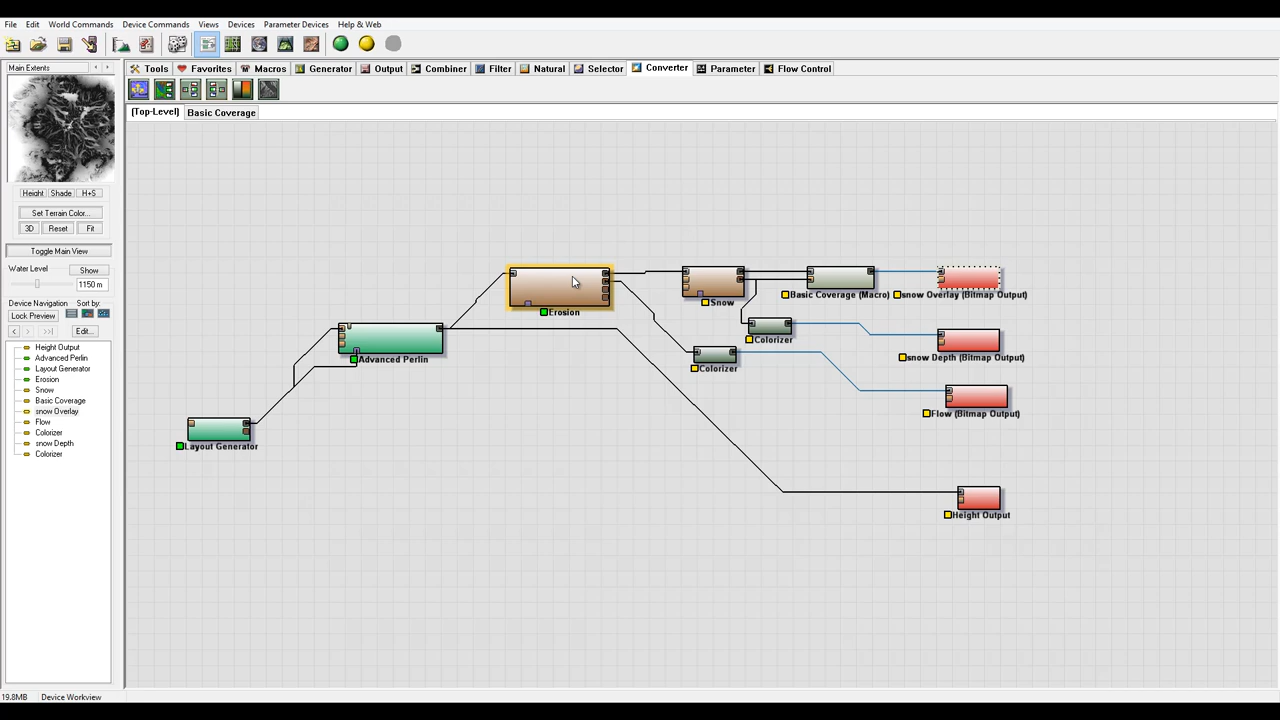 File Edit World Commands Device Commands Views Devices Parameter Devices Help & Web
Main Extents
Tools Favorites Macros Generator Output Combiner Filter Natural Selector Converter Parameter Flow Control
(Top-Level) Basic Coverage
Height Shade H+S
Set Terrain Color...
3D Reset Fit
Toggle Main View
Water Level Show
1150 m
Device Navigation Sort by:
Lock Preview
Edit...
Height Output
Advanced Perlin
Layout Generator
Erosion
Snow
Basic Coverage
snow Overlay
Flow
Colorizer
snow Depth
Colorizer
Erosion
Snow
Basic Coverage (Macro)
snow Overlay (Bitmap Output)
Colorizer
snow Depth (Bitmap Output)
Advanced Perlin
Colorizer
Flow (Bitmap Output)
Layout Generator
Height Output
19.8MB Device Workview